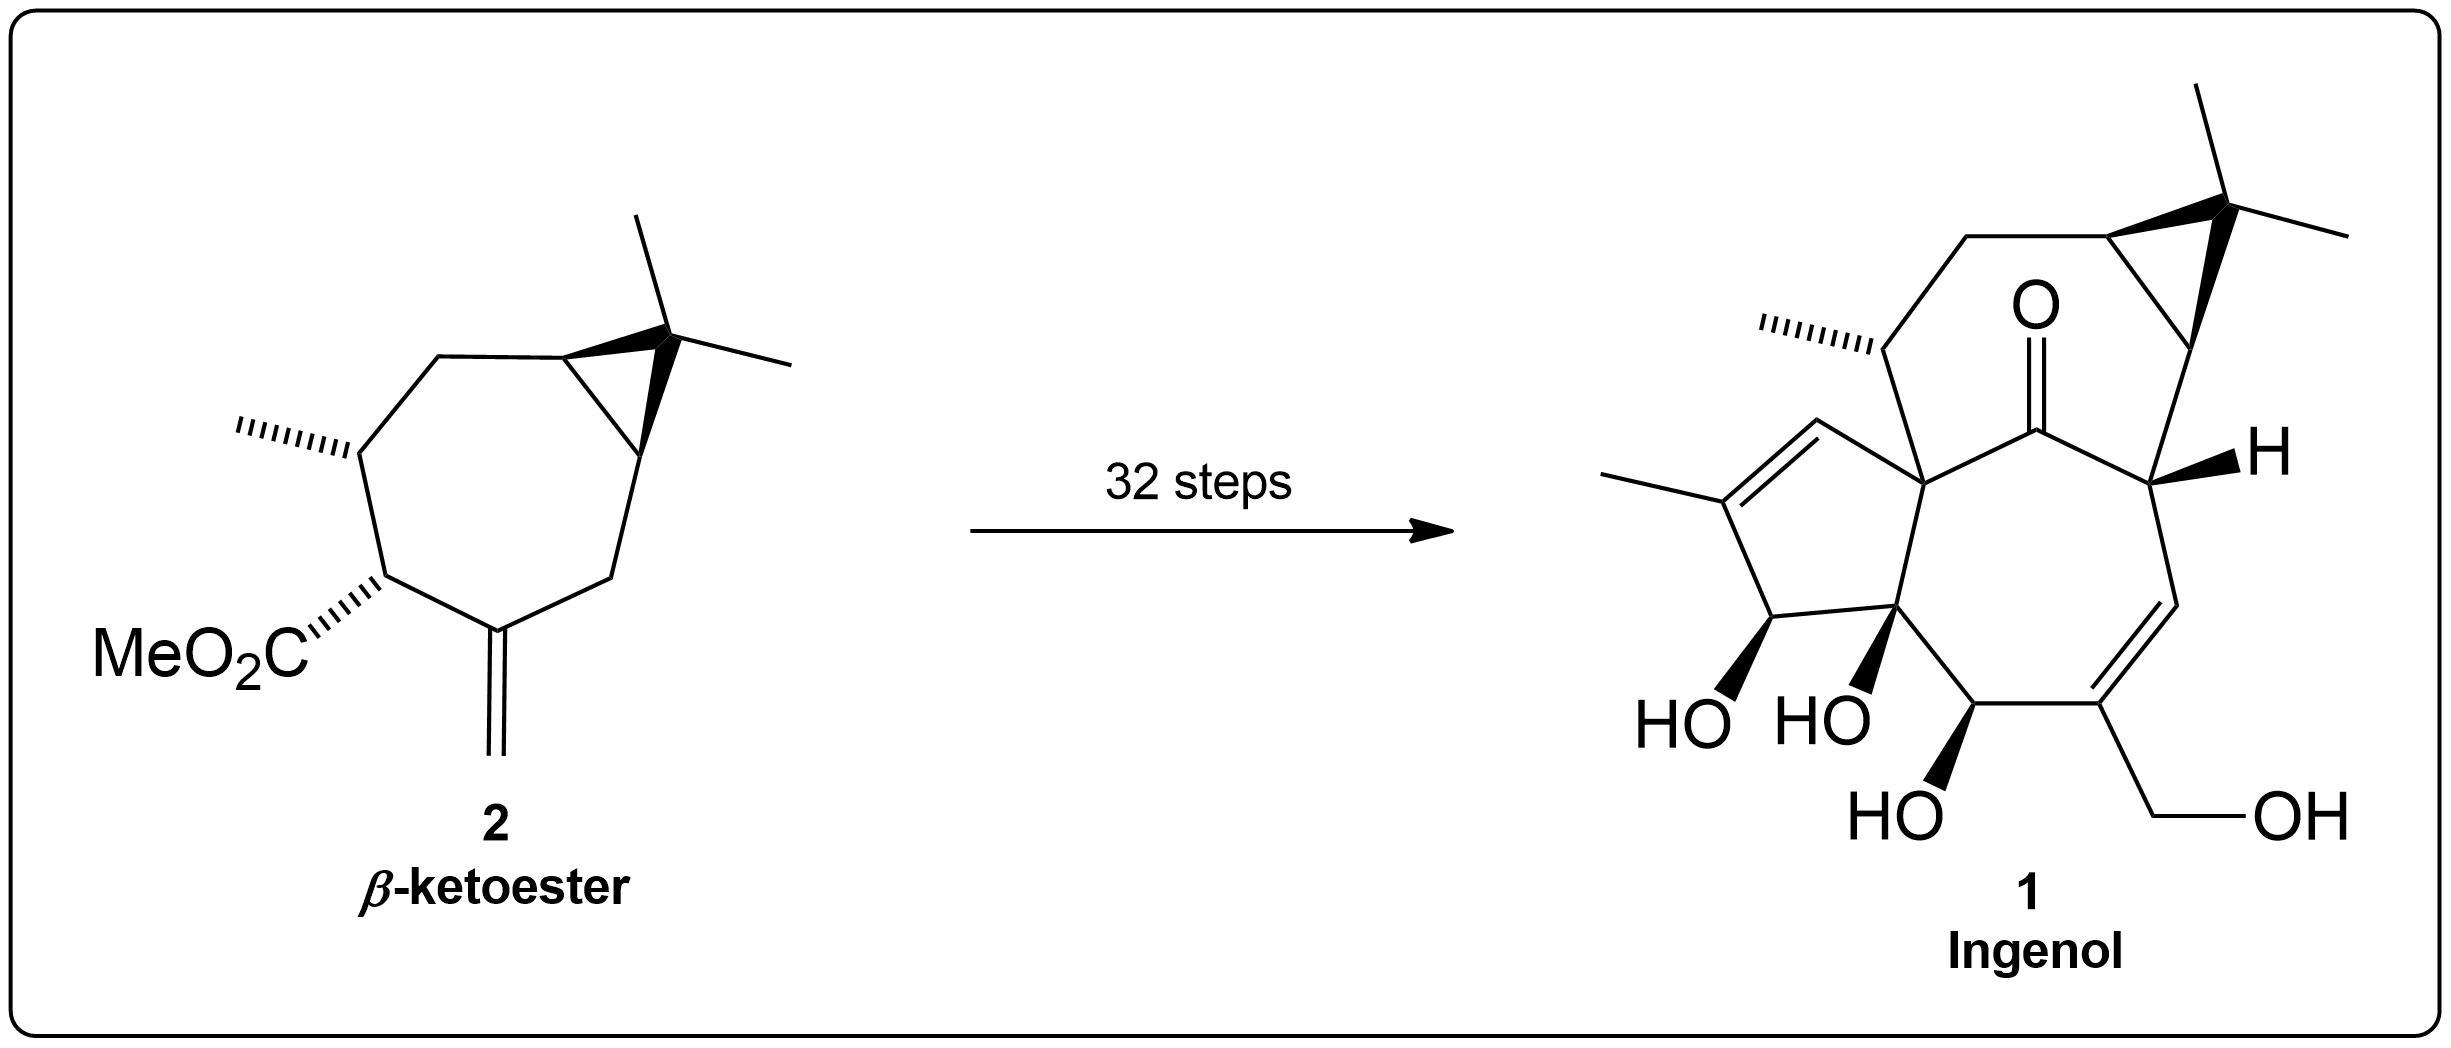 MeO2C
2
β-ketoester
32 steps
O
H
HO
HO
HO
OH
1
Ingenol